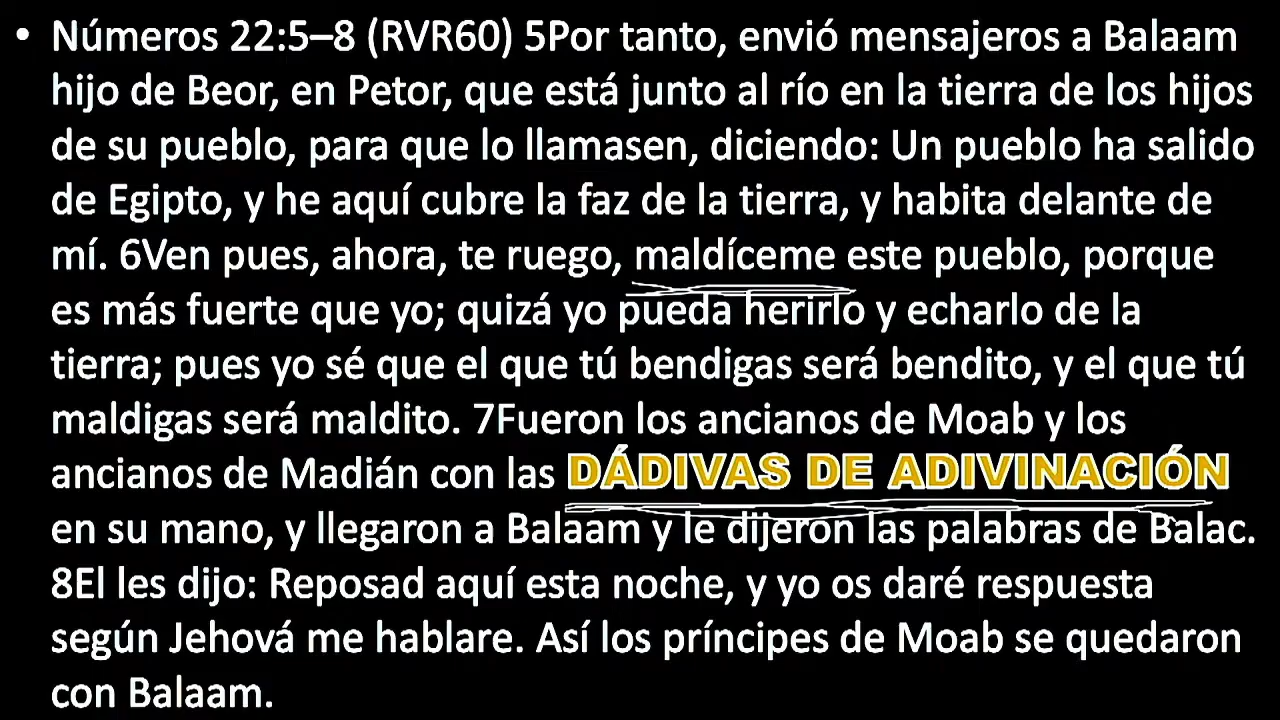 • Números 22:5–8 (RVR60) 5Por tanto, envió mensajeros a Balaam
hijo de Beor, en Petor, que está junto al río en la tierra de los hijos
de su pueblo, para que lo llamasen, diciendo: Un pueblo ha salido
de Egipto, y he aquí cubre la faz de la tierra, y habita delante de
mí. 6Ven pues, ahora, te ruego, maldíceme este pueblo, porque
es más fuerte que yo; quizá yo pueda herirlo y echarlo de la
tierra; pues yo sé que el que tú bendigas será bendito, y el que tú
maldigas será maldito. 7Fueron los ancianos de Moab y los
ancianos de Madián con las DÁDIVAS DE ADIVINACIÓN
en su mano, y llegaron a Balaam y le dijeron las palabras de Balac.
8El les dijo: Reposad aquí esta noche, y yo os daré respuesta
según Jehová me hablare. Así los príncipes de Moab se quedaron
con Balaam.